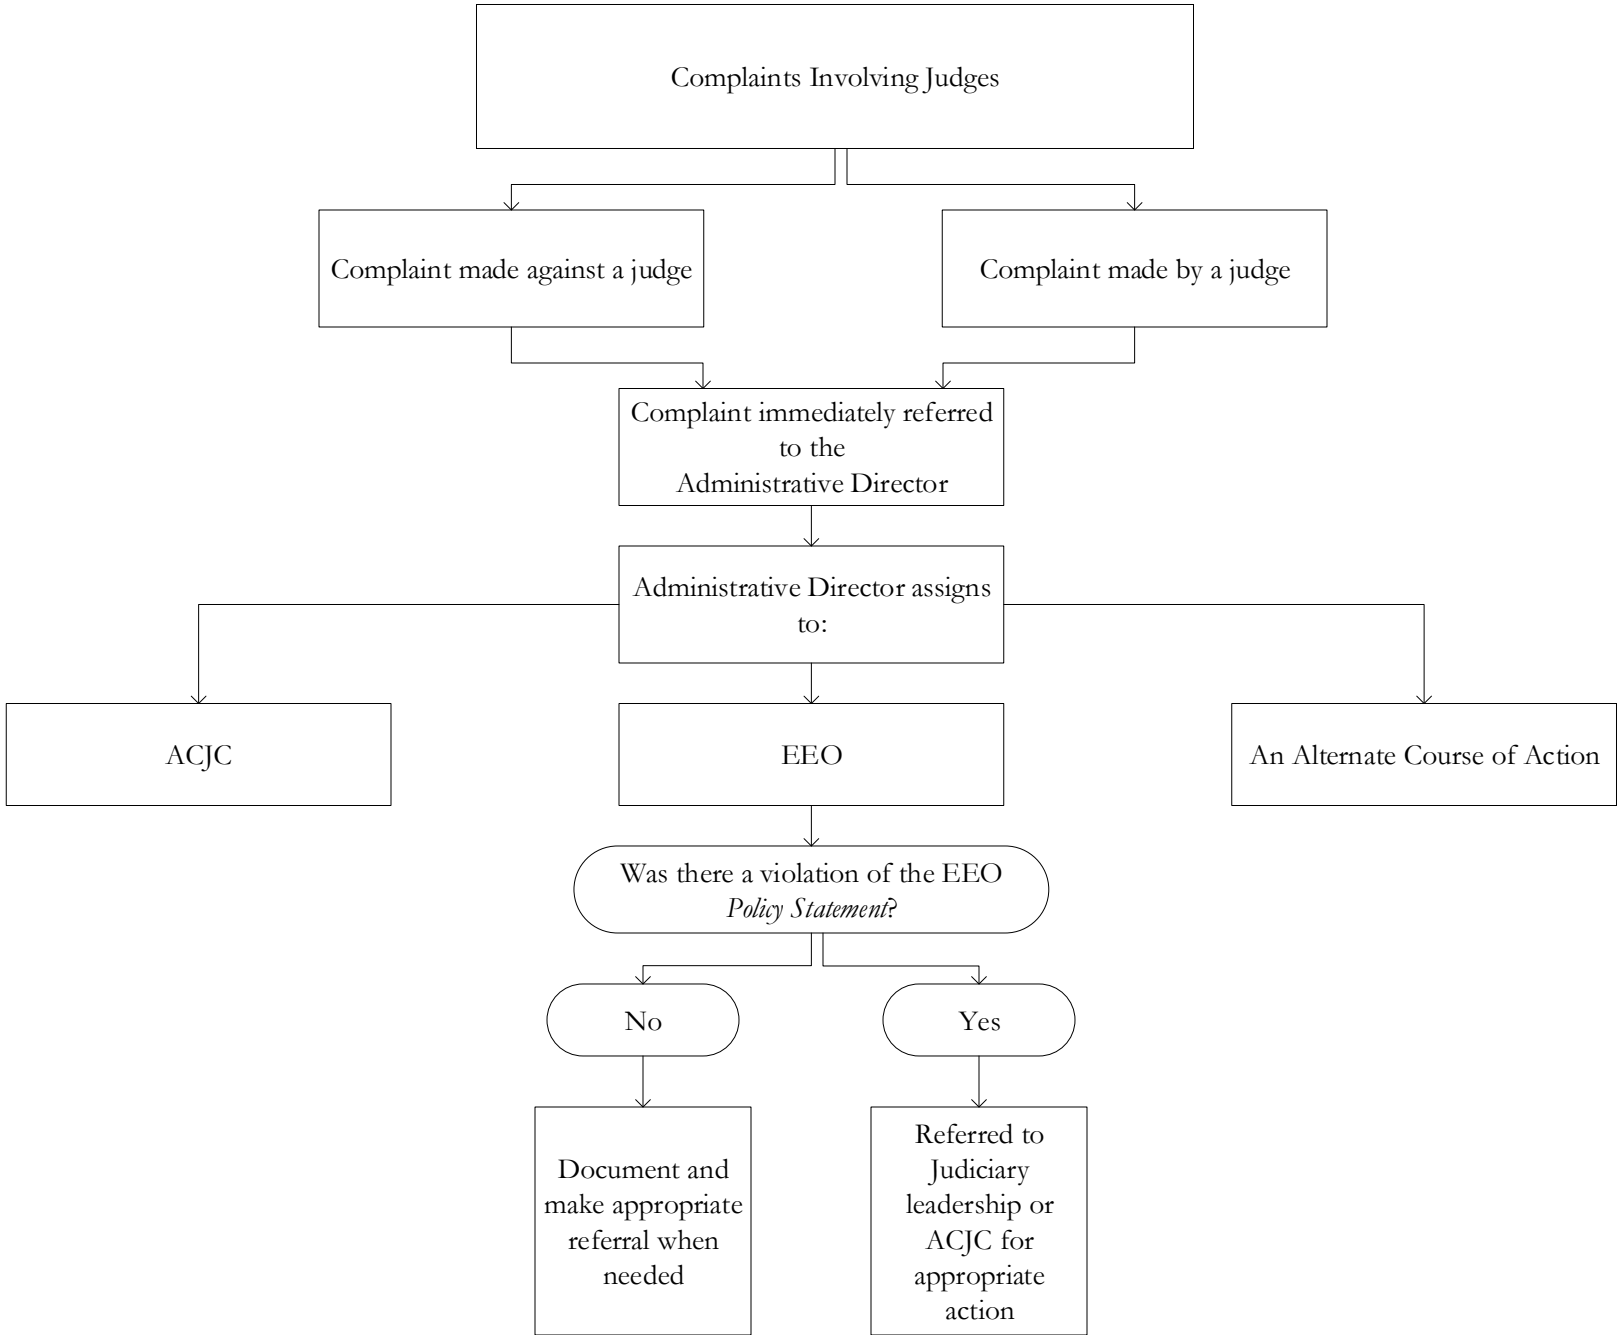 Complaints Involving Judges
Complaint made against a judge
Complaint made by a judge
Complaint immediately referred
to the
Administrative Director
Administrative Director assigns
to:
ACJC
EEO
An Alternate Course of Action
Was there a violation of the EEO
Policy Statement?
No
Yes
Document and
make appropriate
referral when
needed
Referred to
Judiciary
leadership or
ACJC for
appropriate
action